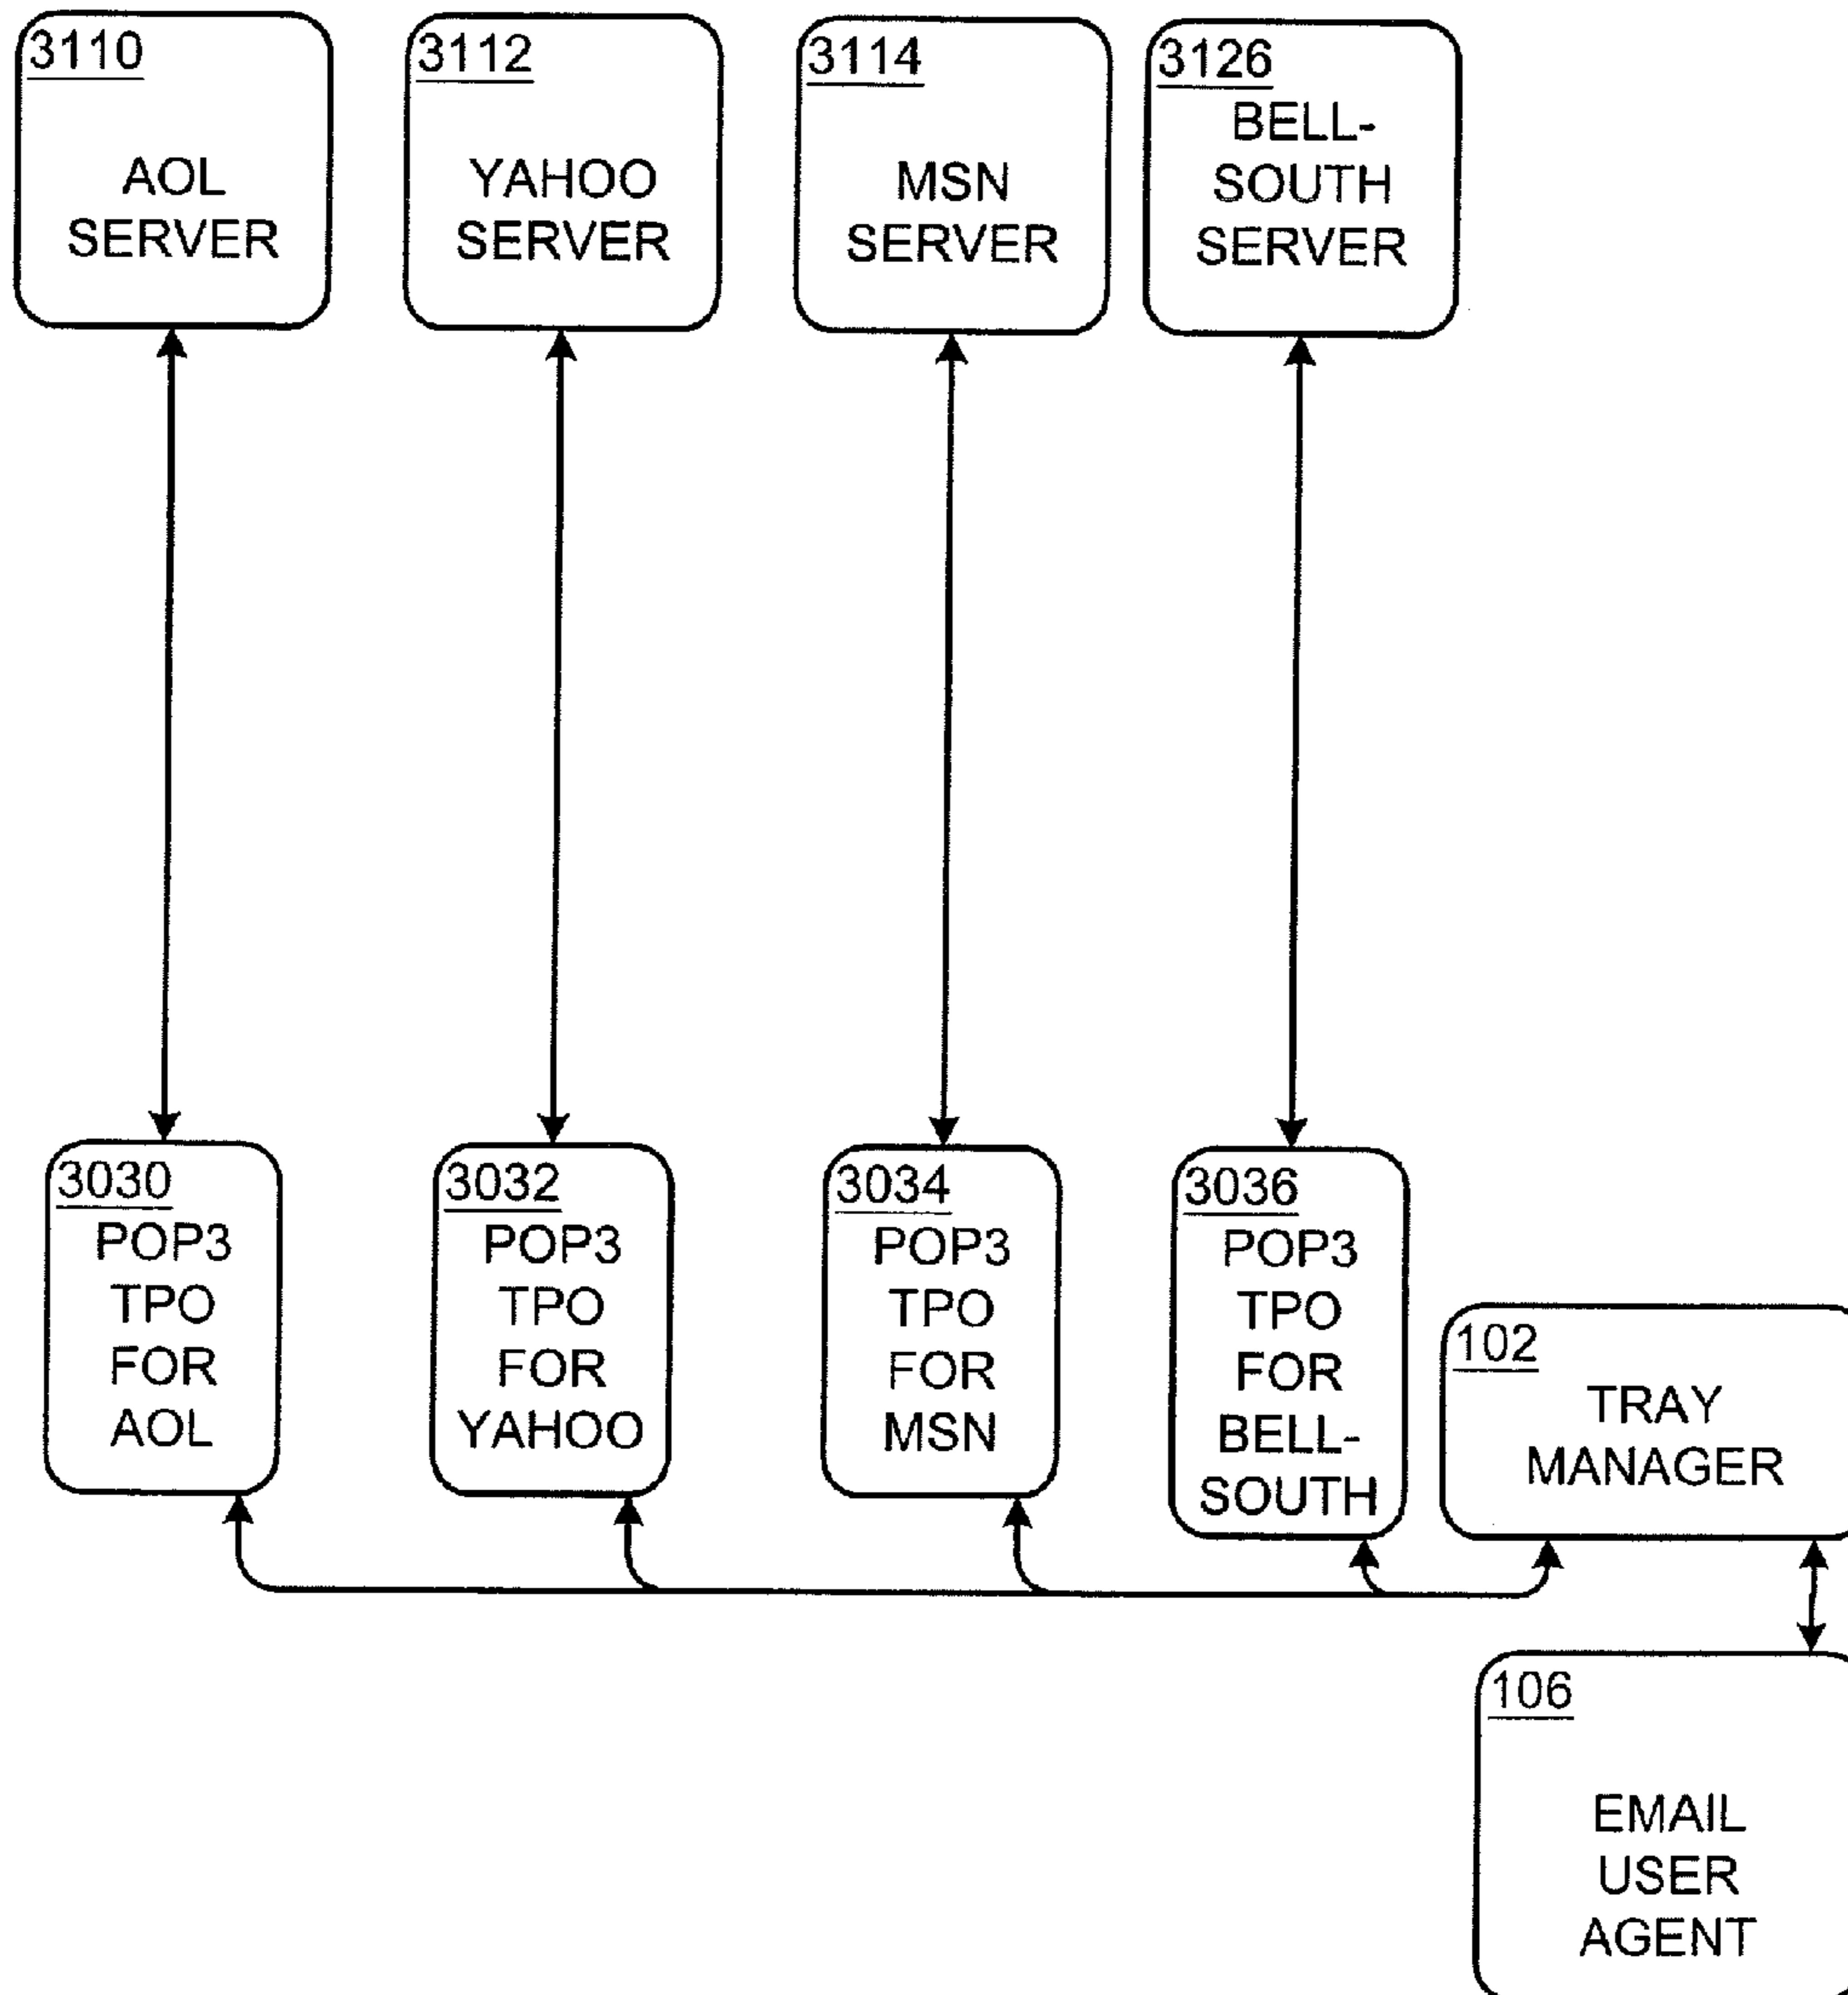 3110
AOL
SERVER
3112
YAHOO
SERVER
3114
MSN
SERVER
3126
BELL-
SOUTH
SERVER
3030
POP3
TPO
FOR
AOL
3032
POP3
TPO
FOR
YAHOO
3034
POP3
TPO
FOR
MSN
3036
POP3
TPO
FOR
BELL-
SOUTH
102
TRAY
MANAGER
106
EMAIL
USER
AGENT